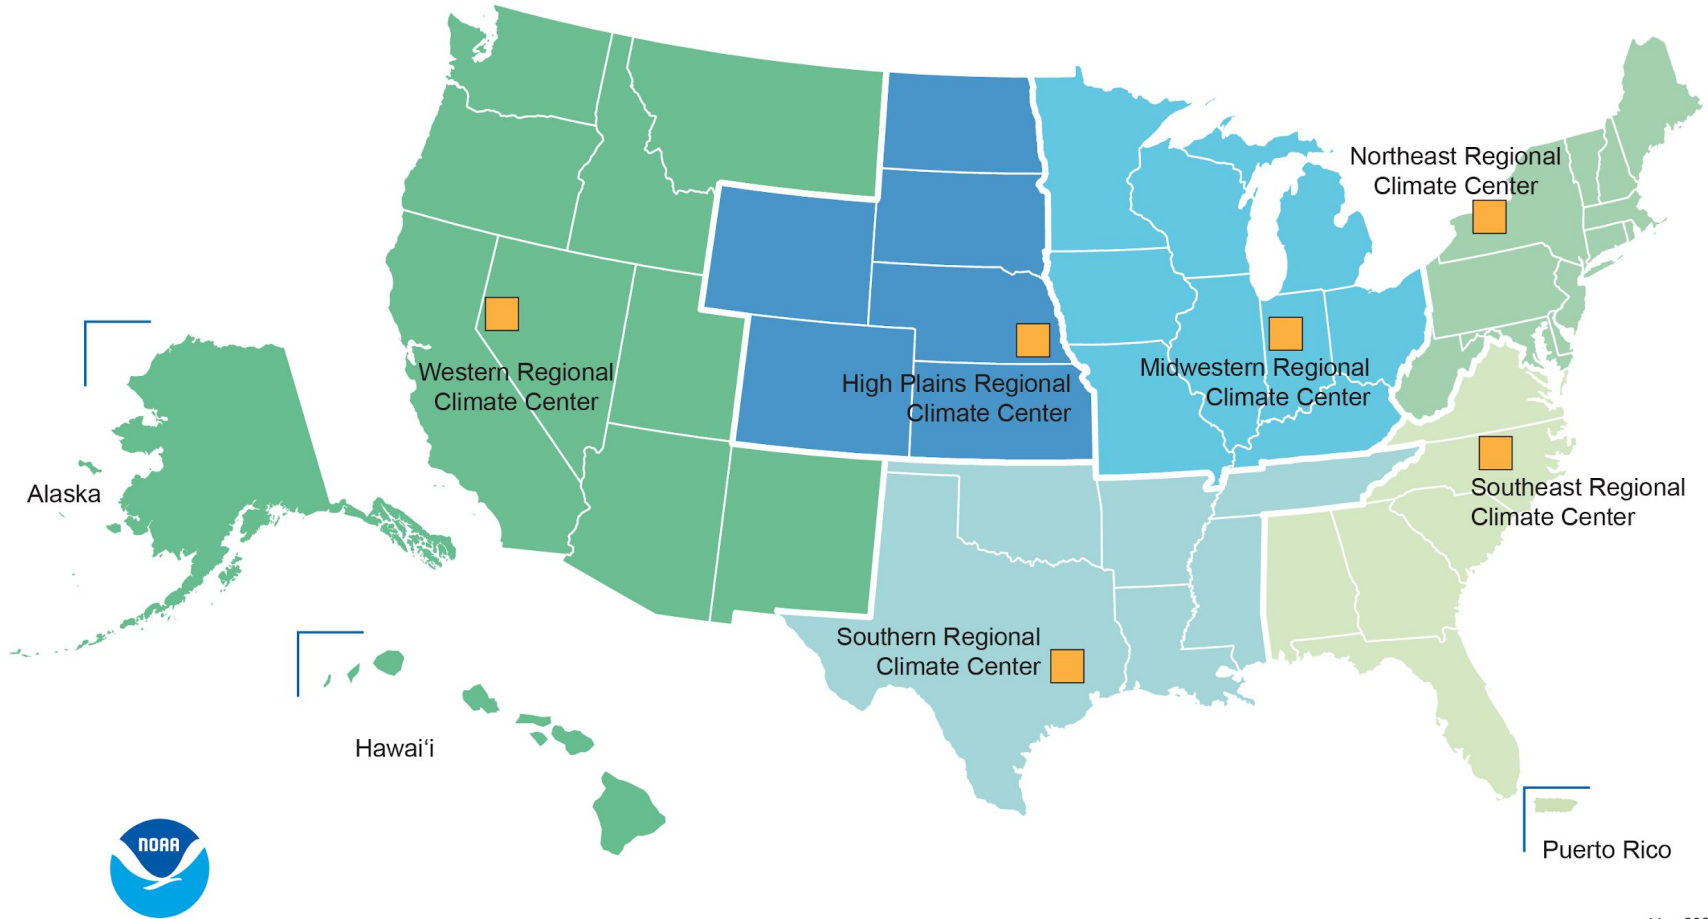 Northeast Regional
Climate Center
Western Regional
Climate Center
High Plains Regional
Climate Center
Midwestern Regional
Climate Center
Alaska
Southeast Regional
Climate Center
Southern Regional
Climate Center
Hawai‘i
NOAA
Puerto Rico